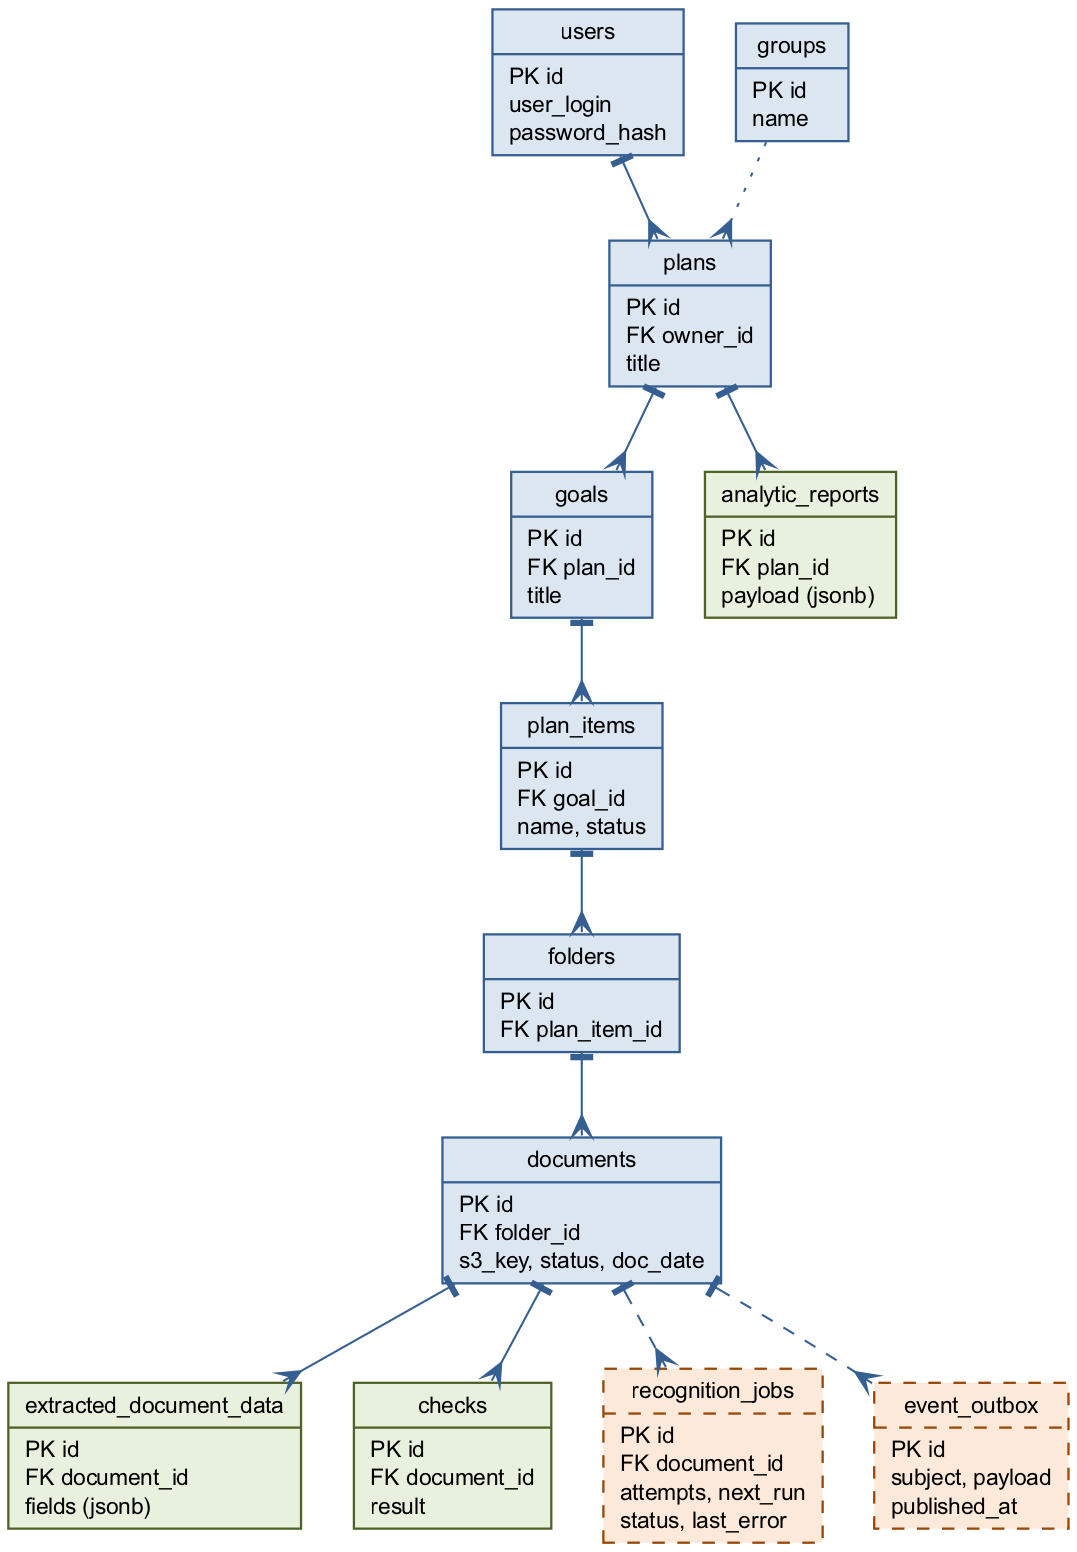 users
PK id
user_login
password_hash
groups
PK id
name
plans
PK id
FK owner_id
title
goals
PK id
FK plan_id
title
analytic_reports
PK id
FK plan_id
payload (jsonb)
plan_items
PK id
FK goal_id
name, status
folders
PK id
FK plan_item_id
documents
PK id
FK folder_id
s3_key, status, doc_date
extracted_document_data
PK id
FK document_id
fields (jsonb)
checks
PK id
FK document_id
result
recognition_jobs
PK id
FK document_id
attempts, next_run
status, last_error
event_outbox
PK id
subject, payload
published_at